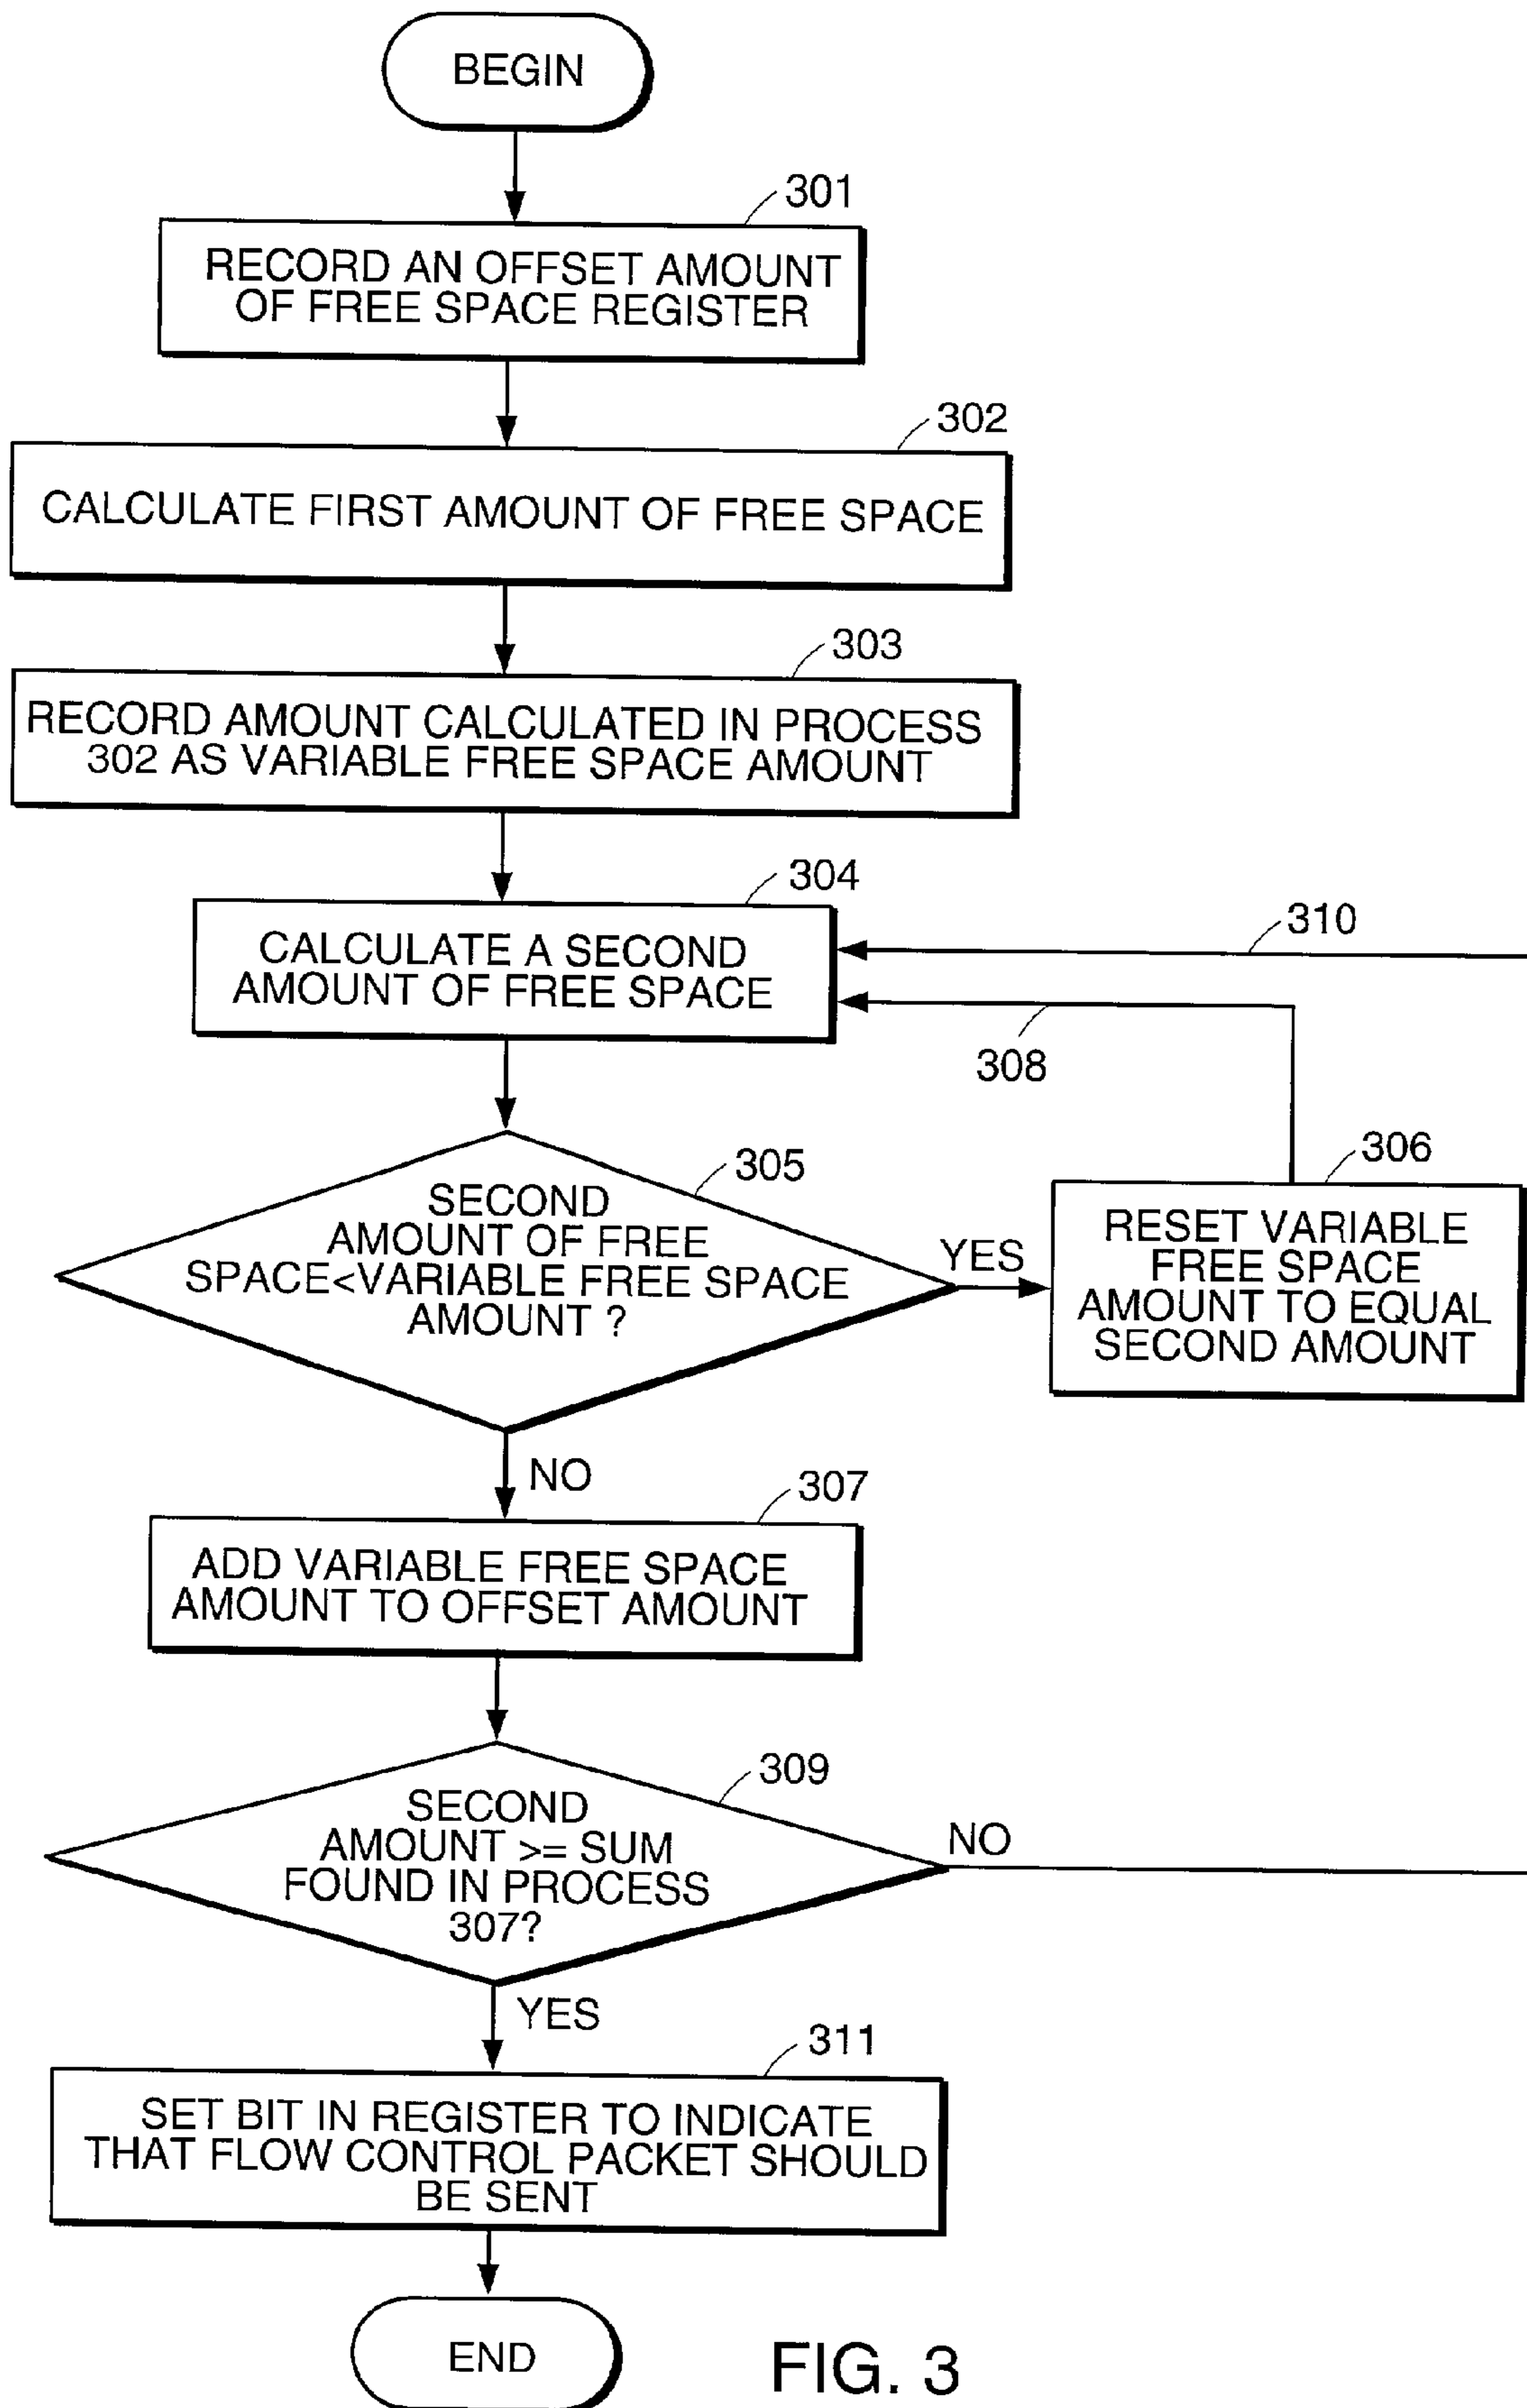 BEGIN
301
RECORD AN OFFSET AMOUNT
OF FREE SPACE REGISTER
302
CALCULATE FIRST AMOUNT OF FREE SPACE
303
RECORD AMOUNT CALCULATED IN PROCESS
302 AS VARIABLE FREE SPACE AMOUNT
304
CALCULATE A SECOND
AMOUNT OF FREE SPACE
310
308
305
SECOND
AMOUNT OF FREE
SPACE<VARIABLE FREE SPACE
AMOUNT ?
YES
306
RESET VARIABLE
FREE SPACE
AMOUNT TO EQUAL
SECOND AMOUNT
NO
307
ADD VARIABLE FREE SPACE
AMOUNT TO OFFSET AMOUNT
309
SECOND
AMOUNT >= SUM
FOUND IN PROCESS
307?
NO
YES
311
SET BIT IN REGISTER TO INDICATE
THAT FLOW CONTROL PACKET SHOULD
BE SENT
END
FIG. 3